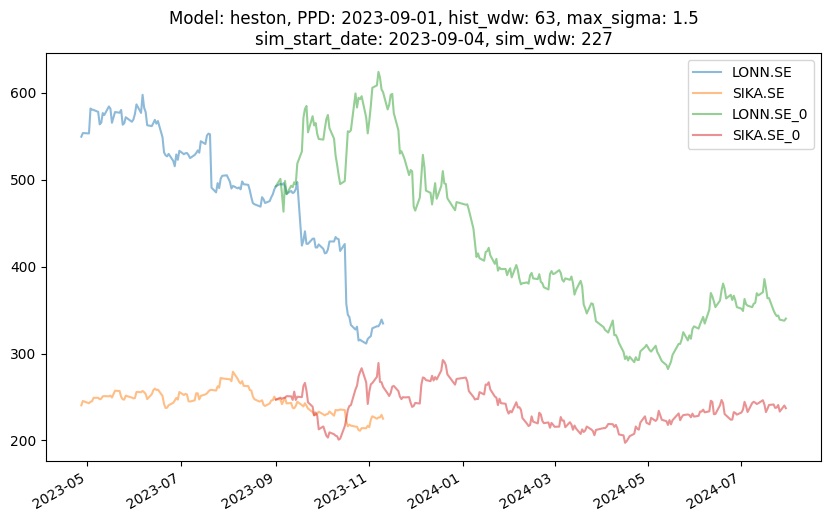 Model: heston, PPD: 2023-09-01, hist_wdw: 63, max_sigma: 1.5
sim_start_date: 2023-09-04, sim_wdw: 227
LONN.SE
SIKA.SE
LONN.SE_0
SIKA.SE_0
600
500
400
300
200
2023-05
2023-07
2023-09
2023-11
2024-01
2024-03
2024-05
2024-07